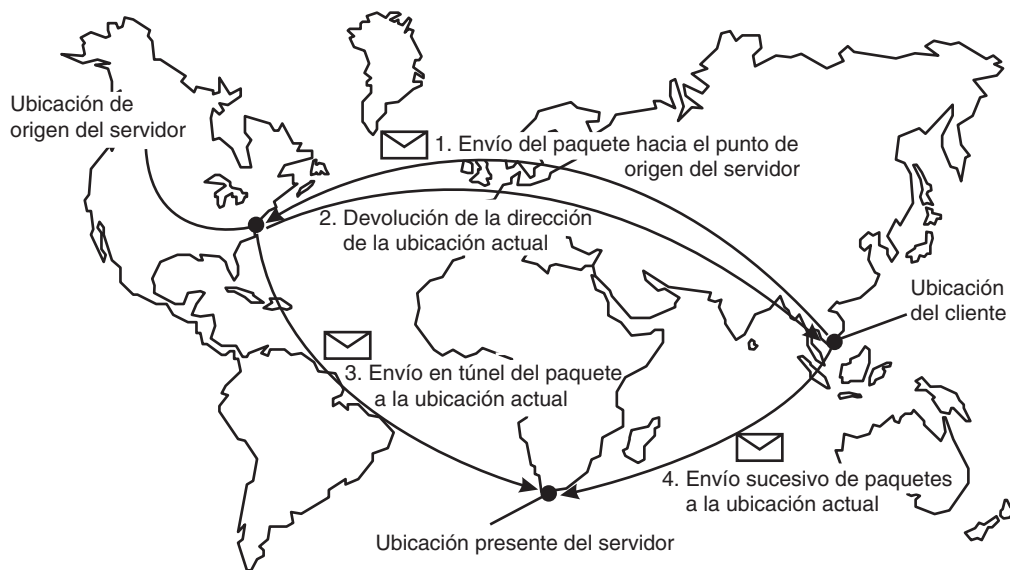 Ubicación de
origen del servidor
1. Envío del paquete hacia el punto de
origen del servidor
2. Devolución de la dirección
de la ubicación actual
Ubicación
del cliente
3. Envío en túnel del paquete
a la ubicación actual
4. Envío sucesivo de paquetes
a la ubicación actual
Ubicación presente del servidor